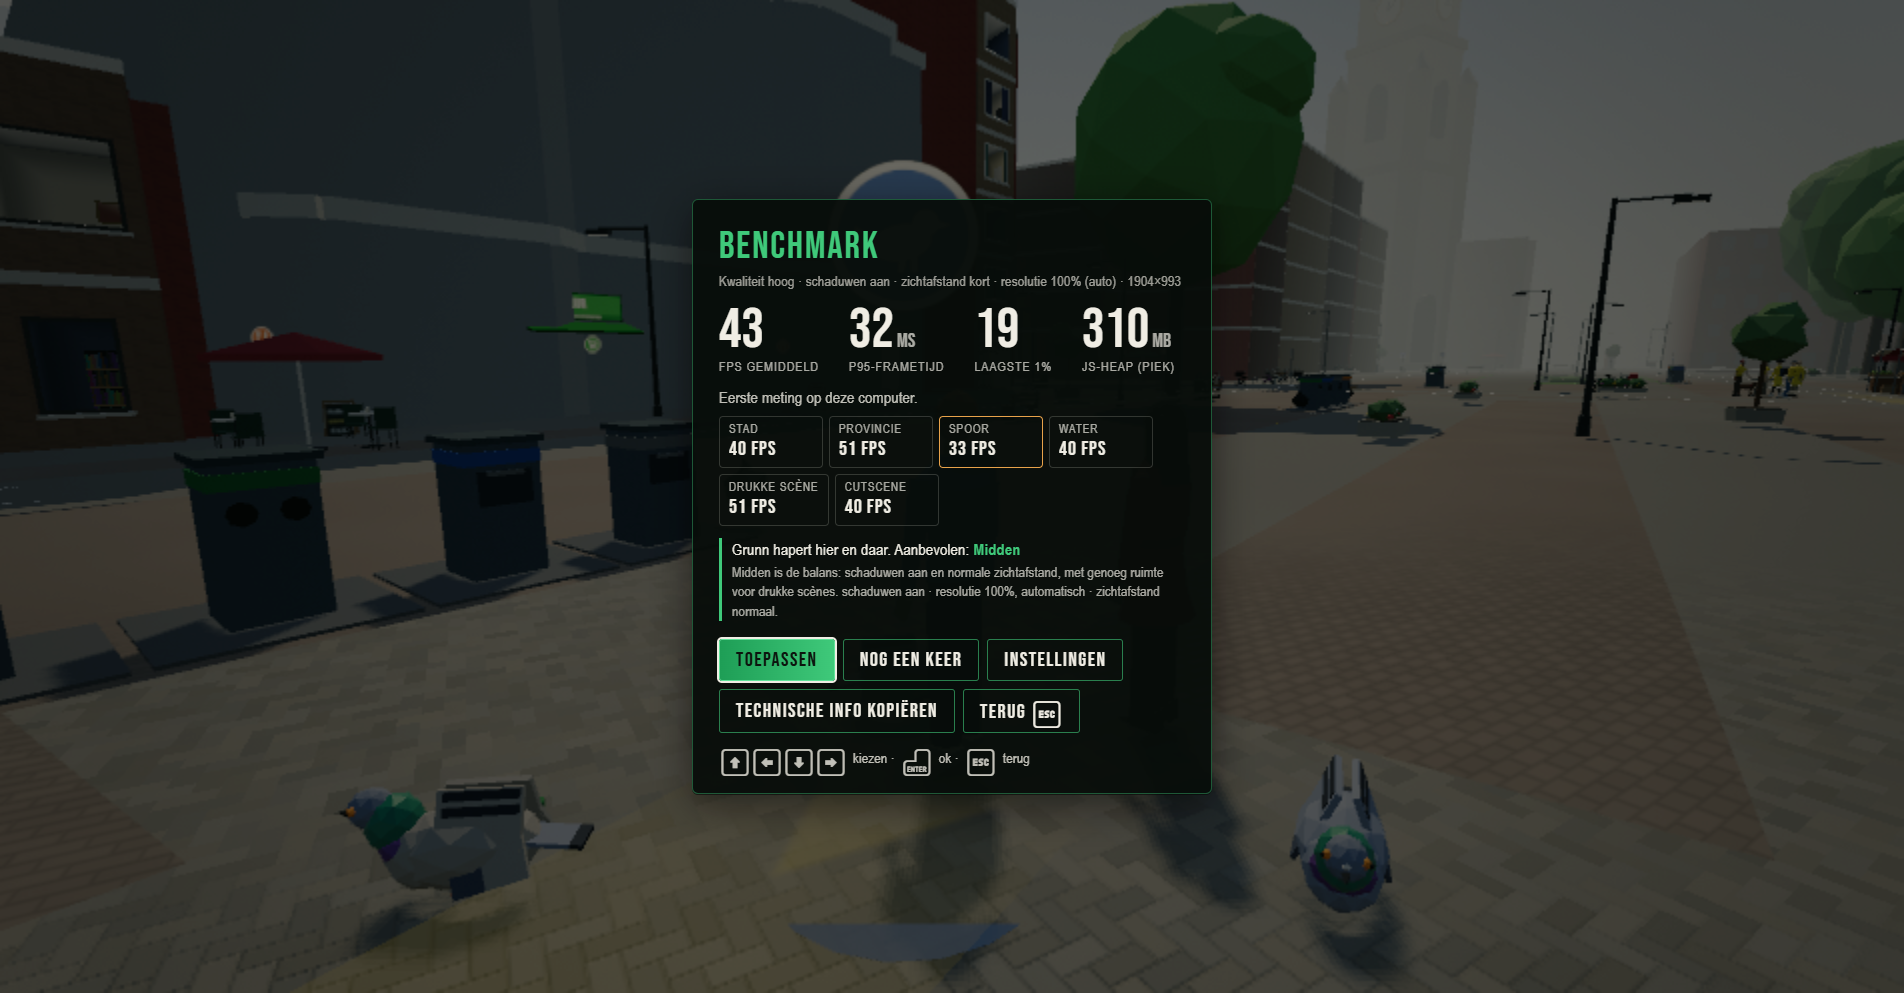 BENCHMARK
Kwaliteit hoog · schaduwen aan · zichtafstand kort · resolutie 100% (auto) · 1904×993
43 32 MS 19 310 MB
FPS GEMIDDELD P95-FRAMETIJD LAAGSTE 1% JS-HEAP (PIEK)
Eerste meting op deze computer.
STAD PROVINCIE SPOOR WATER
40 FPS 51 FPS 33 FPS 40 FPS
DRUKKE SCÈNE CUTSCENE
51 FPS 40 FPS
Grunn hapert hier en daar. Aanbevolen: Midden
Midden is de balans: schaduwen aan en normale zichtafstand, met genoeg ruimte
voor drukke scènes. schaduwen aan · resolutie 100%, automatisch · zichtafstand
normaal.
TOEPASSEN NOG EEN KEER INSTELLINGEN
TECHNISCHE INFO KOPIËREN TERUG ESC
kiezen · ENTER ok · ESC terug